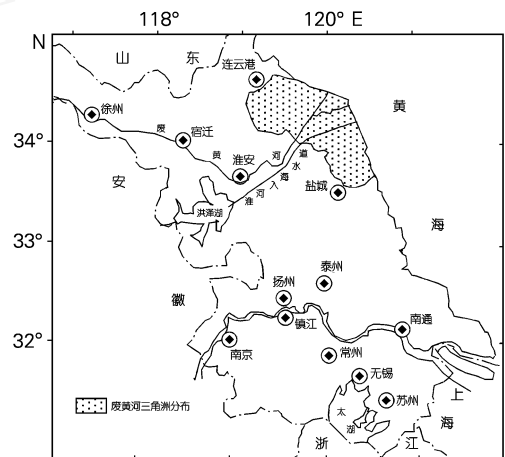 118° 120° E
N
山 东
连云港
黄
徐州
废
宿迁
34°
黄
淮安
河
道
水
海
入
河
淮
安
盐城
洪泽湖
海
33°
泰州
扬州
徽
镇江
南通
32°
南京
常州
无锡
上
苏州
太
湖
海
废黄河三角洲分布
浙 江